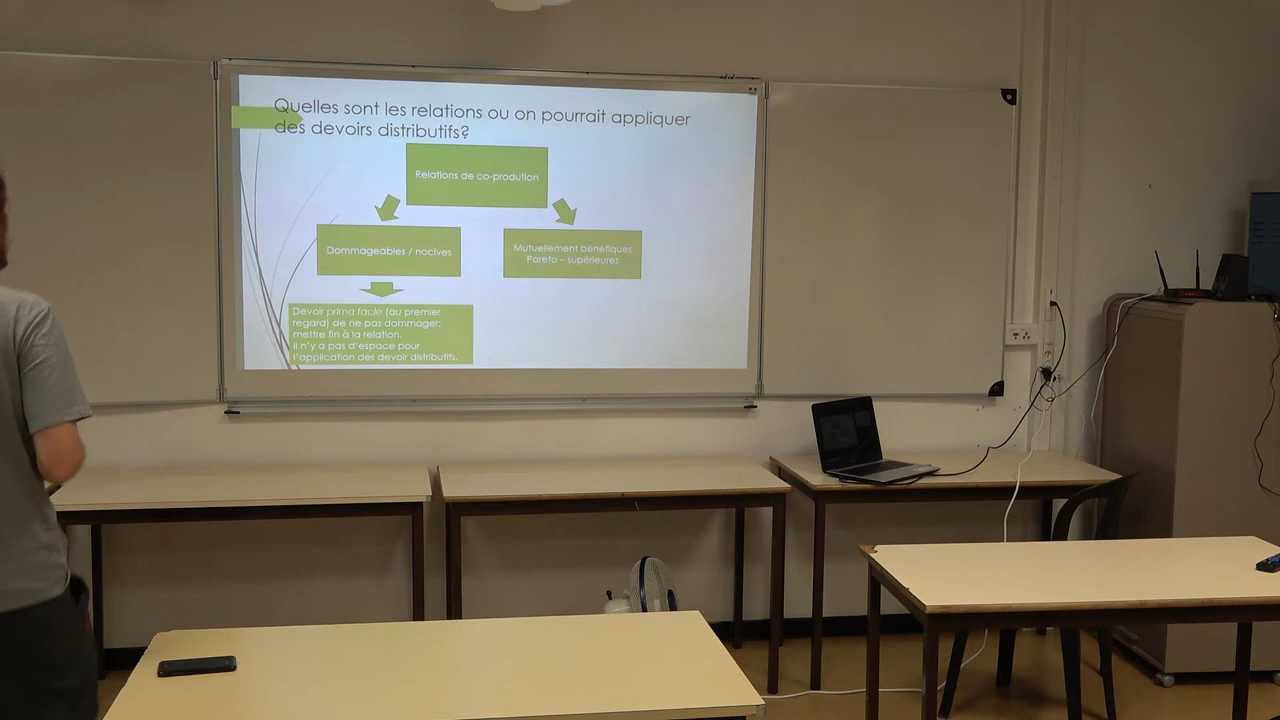 Quelles sont les relations ou on pourrait appliquer
des devoirs distributifs?
Relations de co-prodution
Dommageables / nocives
Mutuellement bénéfiques
Pareto – supérieures
Devoir prima facie (au premier
regard) de ne pas dommager:
mettre fin à la relation.
Il n'y a pas d'espace pour
l'application des devoir distributifs.